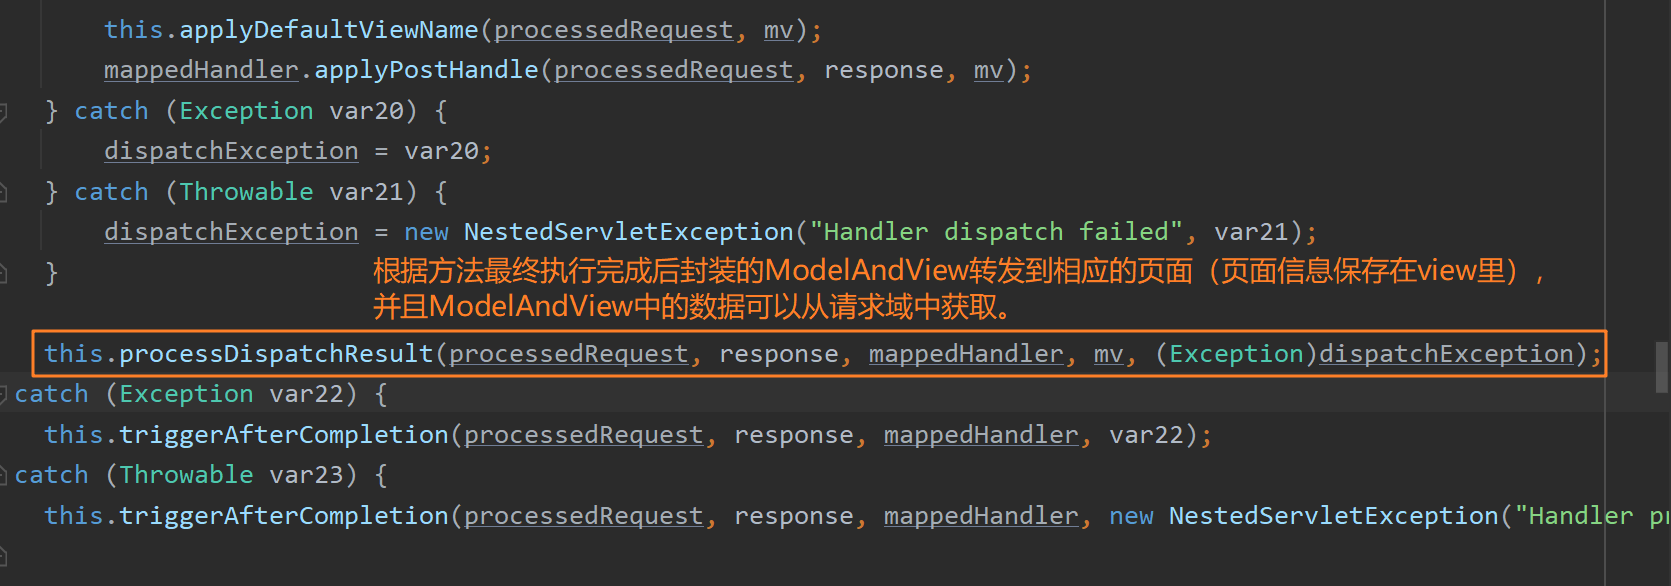 this.applyDefaultViewName(processedRequest, mv);
mappedHandler.applyPostHandle(processedRequest, response, mv);
} catch (Exception var20) {
dispatchException = var20;
} catch (Throwable var21) {
dispatchException = new NestedServletException("Handler dispatch failed", var21);
}
根据方法最终执行完成后封装的ModelAndView转发到相应的页面（页面信息保存在view里），
并且ModelAndView中的数据可以从请求域中获取。
this.processDispatchResult(processedRequest, response, mappedHandler, mv, (Exception)dispatchException);
catch (Exception var22) {
this.triggerAfterCompletion(processedRequest, response, mappedHandler, var22);
catch (Throwable var23) {
this.triggerAfterCompletion(processedRequest, response, mappedHandler, new NestedServletException("Handler